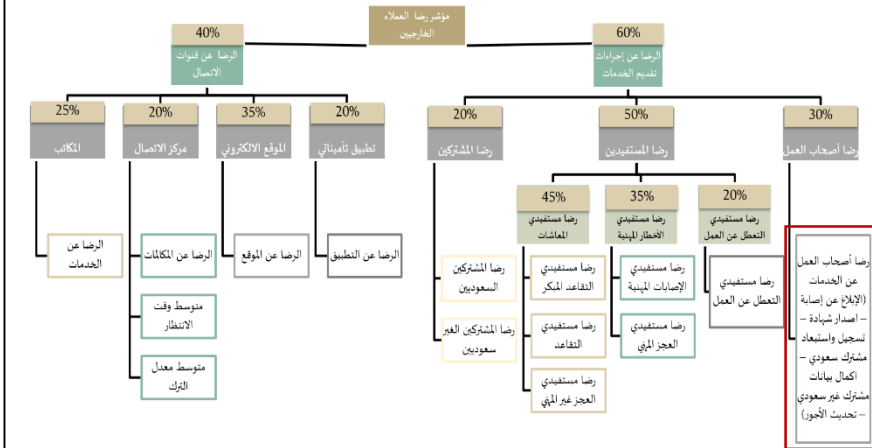 مؤشر رضا العملاء
الخارجيين
60%
الرضا عن إجراءات
تقديم الخدمات
40%
الرضا عن قنوات
الاتصال
30%
رضا أصحاب العمل
50%
رضا المستفيدين
20%
رضا المشتركين
20%
تطبيق تأميناتي
35%
الموقع الالكتروني
20%
مركز الاتصال
25%
المكاتب
20%
رضا مستفيدي
التعطل عن العمل
35%
رضا مستفيدي
الأخطار المهنية
45%
رضا مستفيدي
المعاشات
رضا أصحاب العمل
عن الخدمات
(الإبلاغ عن إصابة
– اصدار شهادة –
تسجيل واستبعاد
مشترك سعودي –
اكمال بيانات
مشترك غير سعودي
– تحديث الأجور)
رضا مستفيدي
التعطل عن العمل
رضا مستفيدي
الإصابات المهنية
رضا مستفيدي
العجز المهني
رضا مستفيدي
التقاعد المبكر
رضا مستفيدي
التقاعد
رضا مستفيدي
العجز غير المهني
رضا المشتركين
السعوديين
رضا المشتركين الغير
سعوديين
الرضا عن التطبيق
الرضا عن الموقع
الرضا عن المكالمات
متوسط وقت
الانتظار
متوسط معدل
الترك
الرضا عن
الخدمات